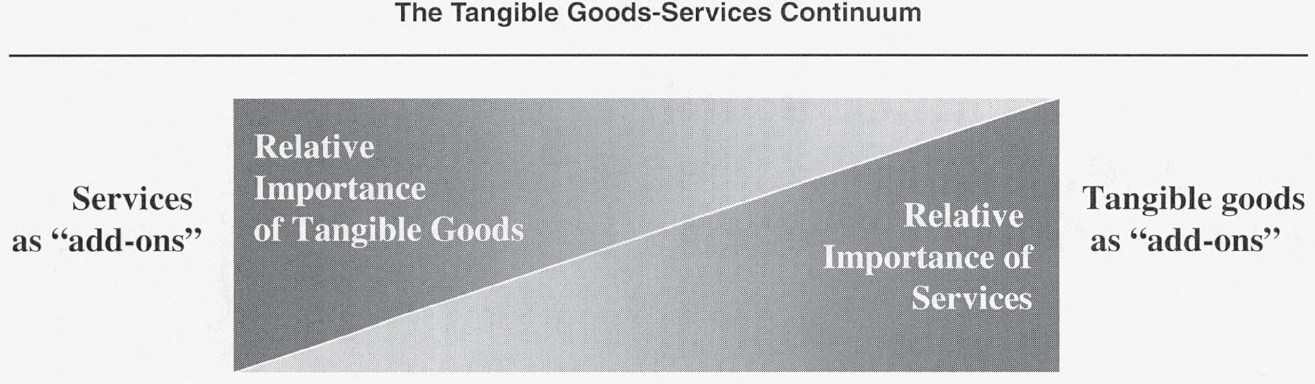 The Tangible Goods-Services Continuum
Relative
Importance
of Tangible Goods
Services
as “add-ons”
Relative
Importance of
Services
Tangible goods
as “add-ons”